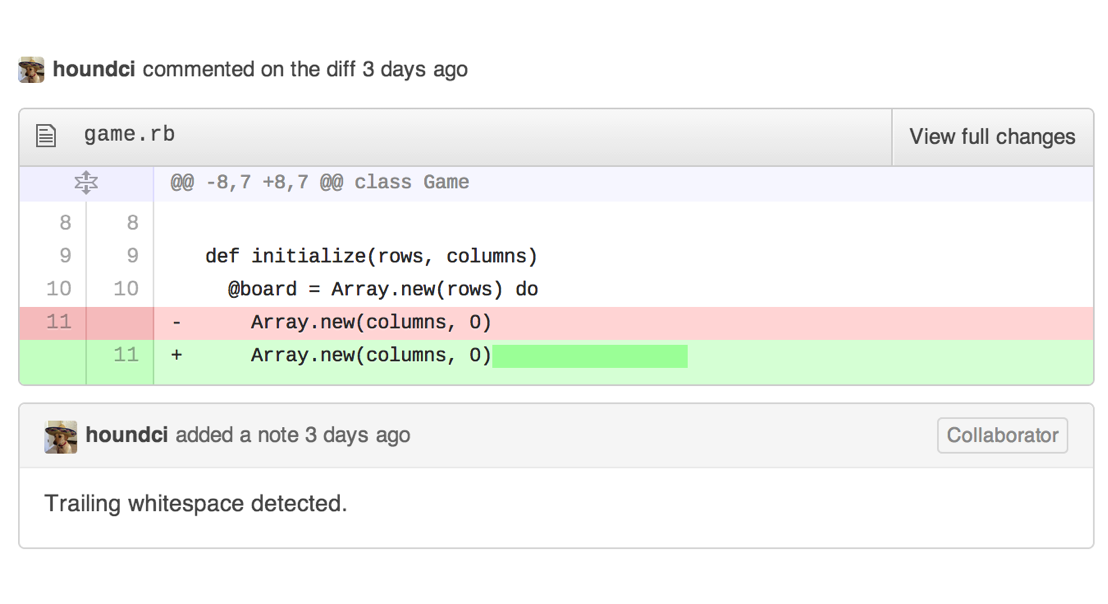 houndci commented on the diff 3 days ago
game.rb
View full changes
@@ -8,7 +8,7 @@ class Game
8 8
9 9 def initialize(rows, columns)
10 10 @board = Array.new(rows) do
11 - Array.new(columns, 0)
11 + Array.new(columns, 0)
houndci added a note 3 days ago
Collaborator
Trailing whitespace detected.